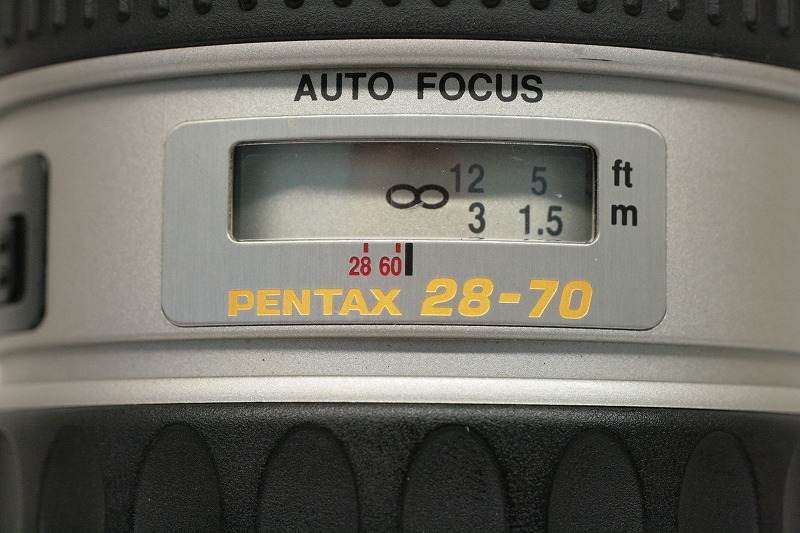 AUTO FOCUS
∞ 12 5 ft
3 1.5 m
28 60
PENTAX 28-70